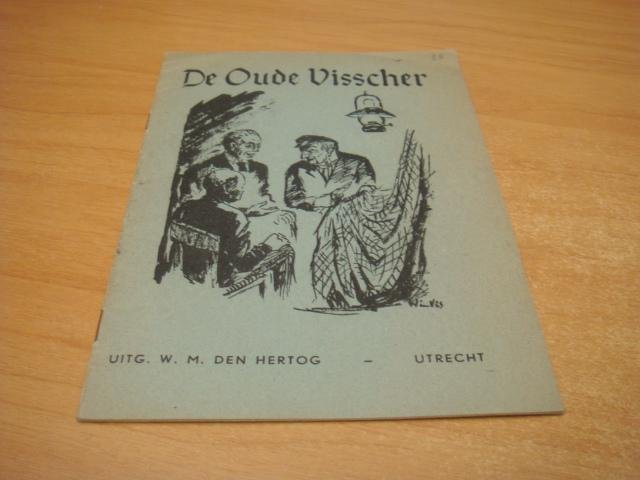 De Oude Visscher
UITG. W. M. DEN HERTOG – UTRECHT